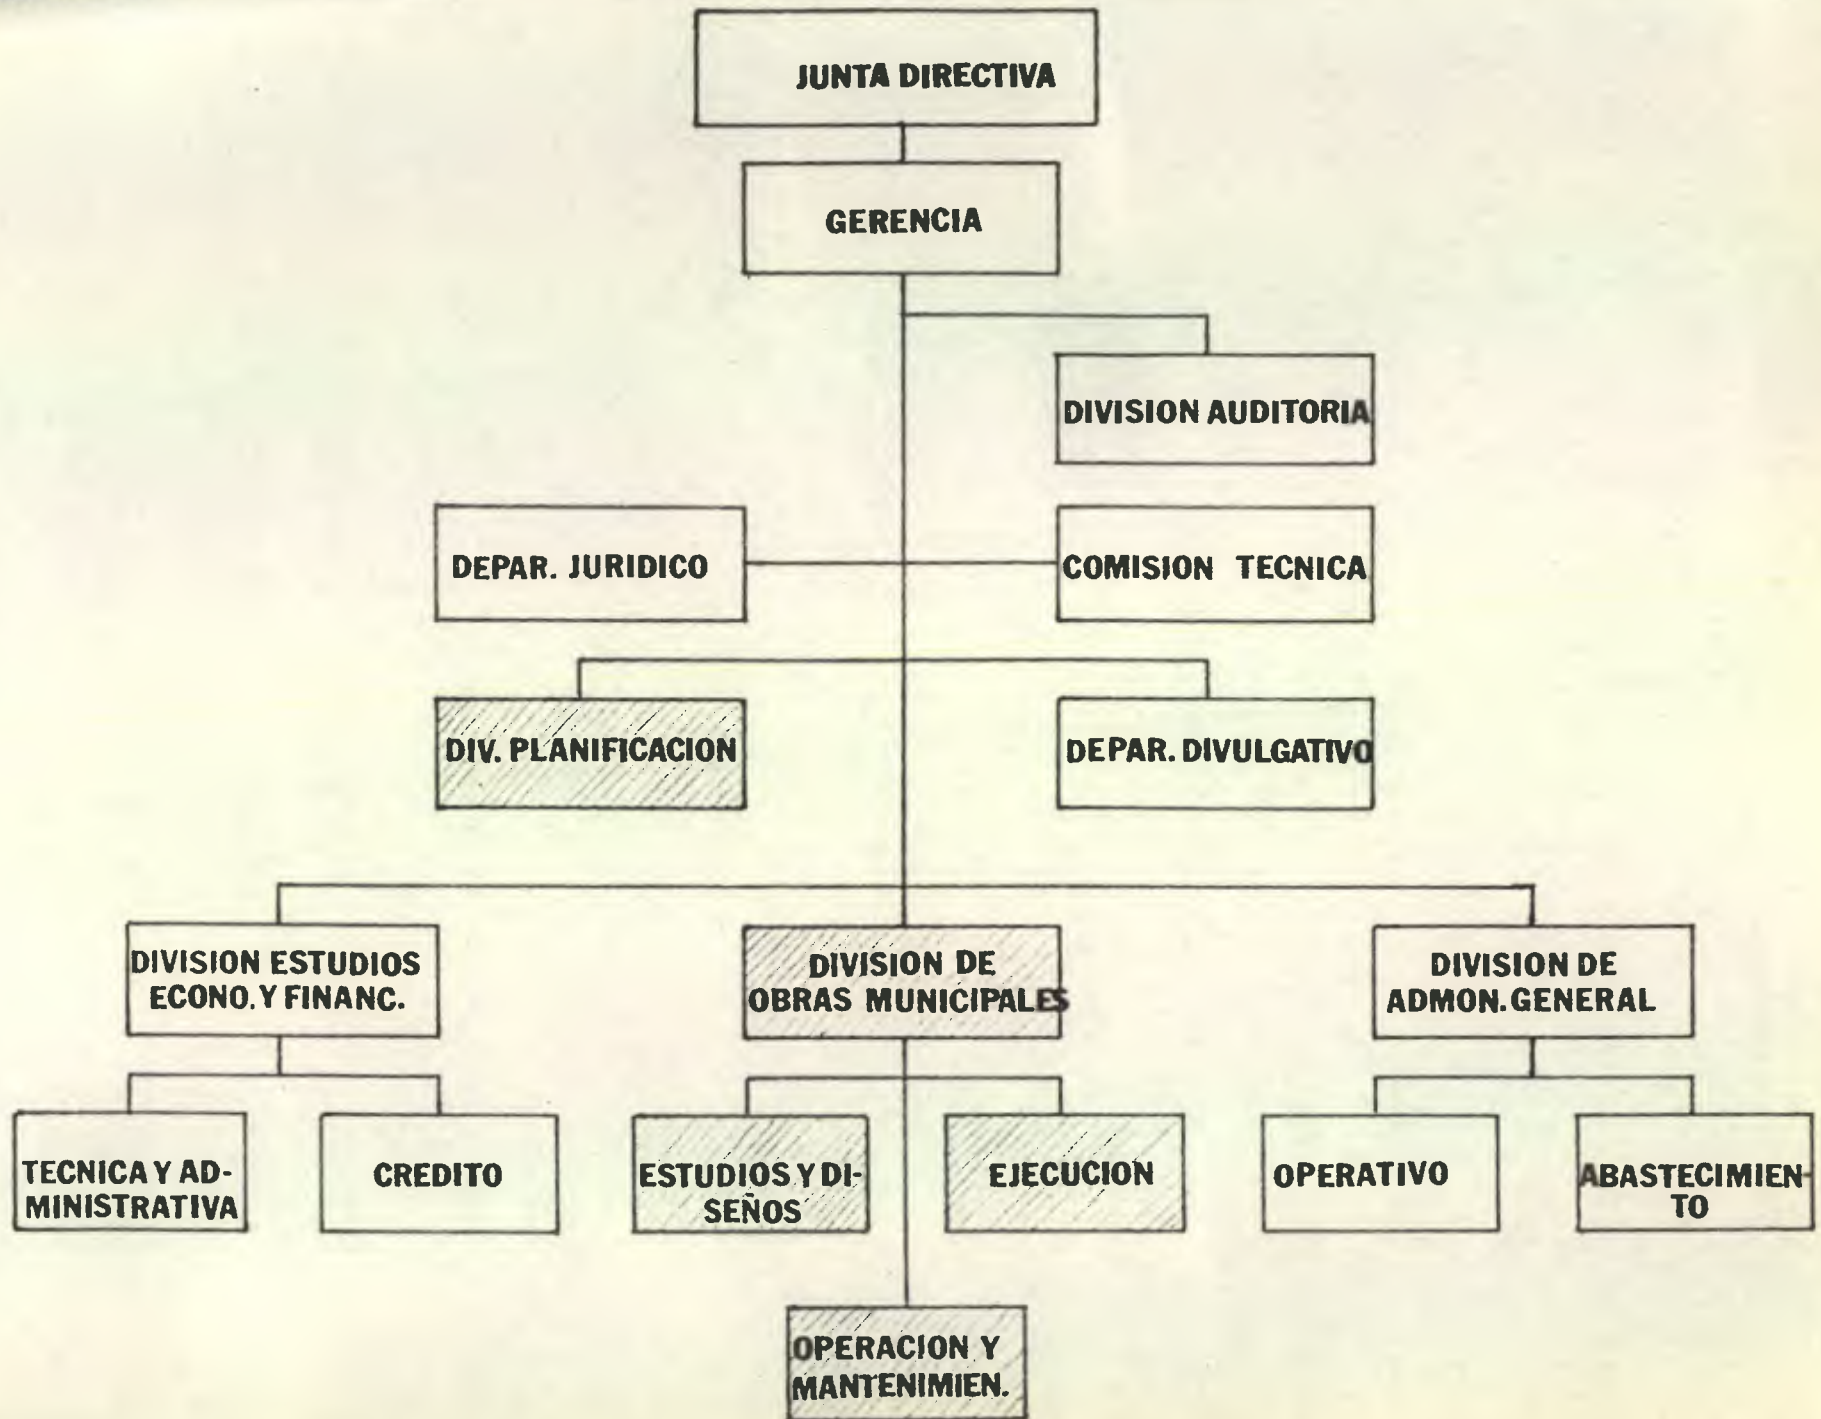 JUNTA DIRECTIVA
GERENCIA
DIVISION AUDITORIA
DEPAR. JURIDICO
COMISION TECNICA
DIV. PLANIFICACION
DEPAR. DIVULGATIVO
DIVISION ESTUDIOS
ECONO. Y FINANC.
DIVISION DE
OBRAS MUNICIPALES
DIVISION DE
ADMON. GENERAL
TECNICA Y AD-
MINISTRATIVA
CREDITO
ESTUDIOS Y DI-
SEÑOS
EJECUCION
OPERATIVO
ABASTECIMIEN-
TO
OPERACION Y
MANTENIMIEN.